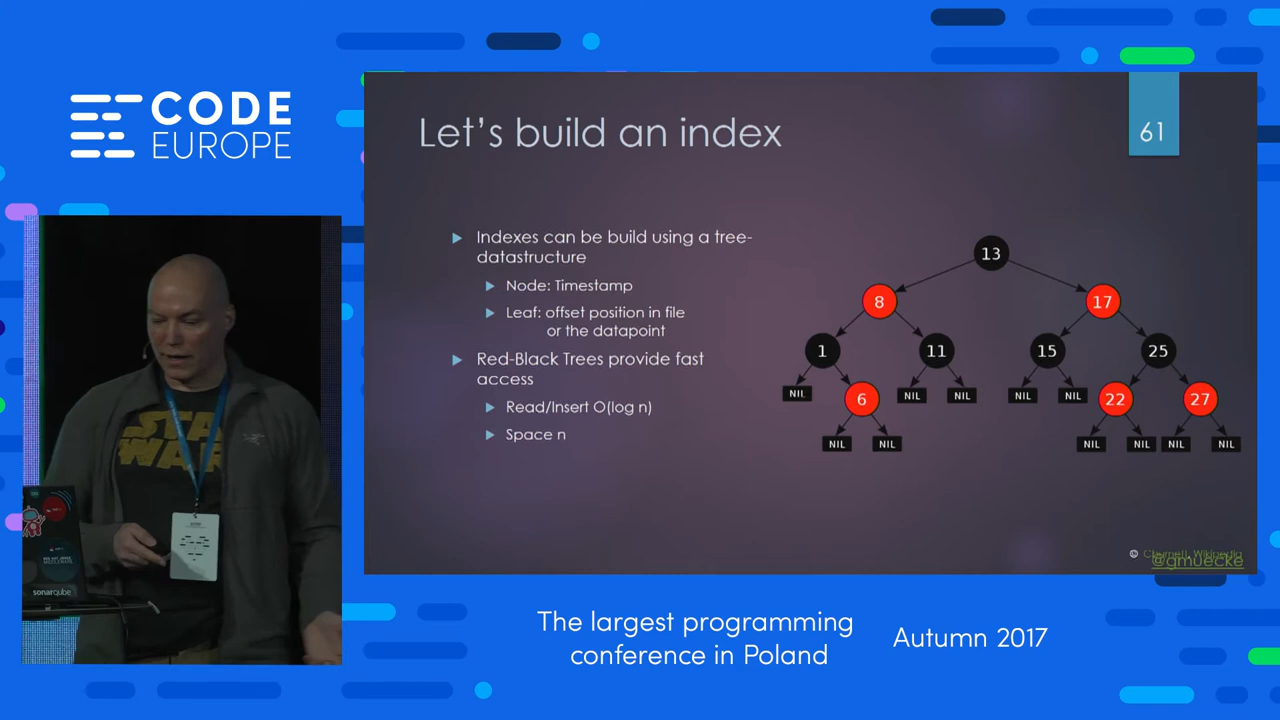 CODE
EUROPE
Let's build an index
61
Indexes can be build using a tree-
datastructure
Node: Timestamp
Leaf: offset position in file
or the datapoint
Red-Black Trees provide fast
access
Read/Insert O(log n)
Space n
13
8
17
1
11
15
25
NIL
6
NIL
NIL
NIL
NIL
22
27
NIL
NIL
NIL
NIL
NIL
NIL
©
Wikipedia
@gmuecke
STAR
WARS
sonarqube
The largest programming
conference in Poland
Autumn 2017